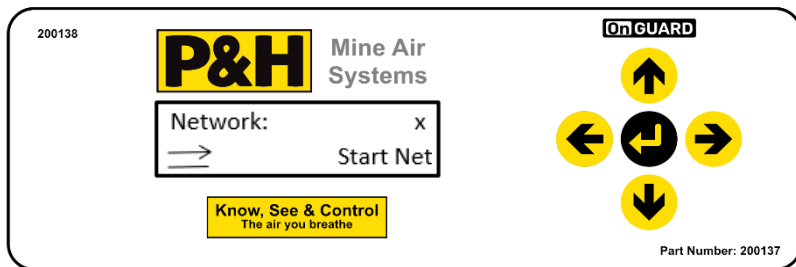 200138
OnGUARD
P&H
Mine Air
Systems
Network: x
Start Net
Know, See & Control
The air you breathe
Part Number: 200137